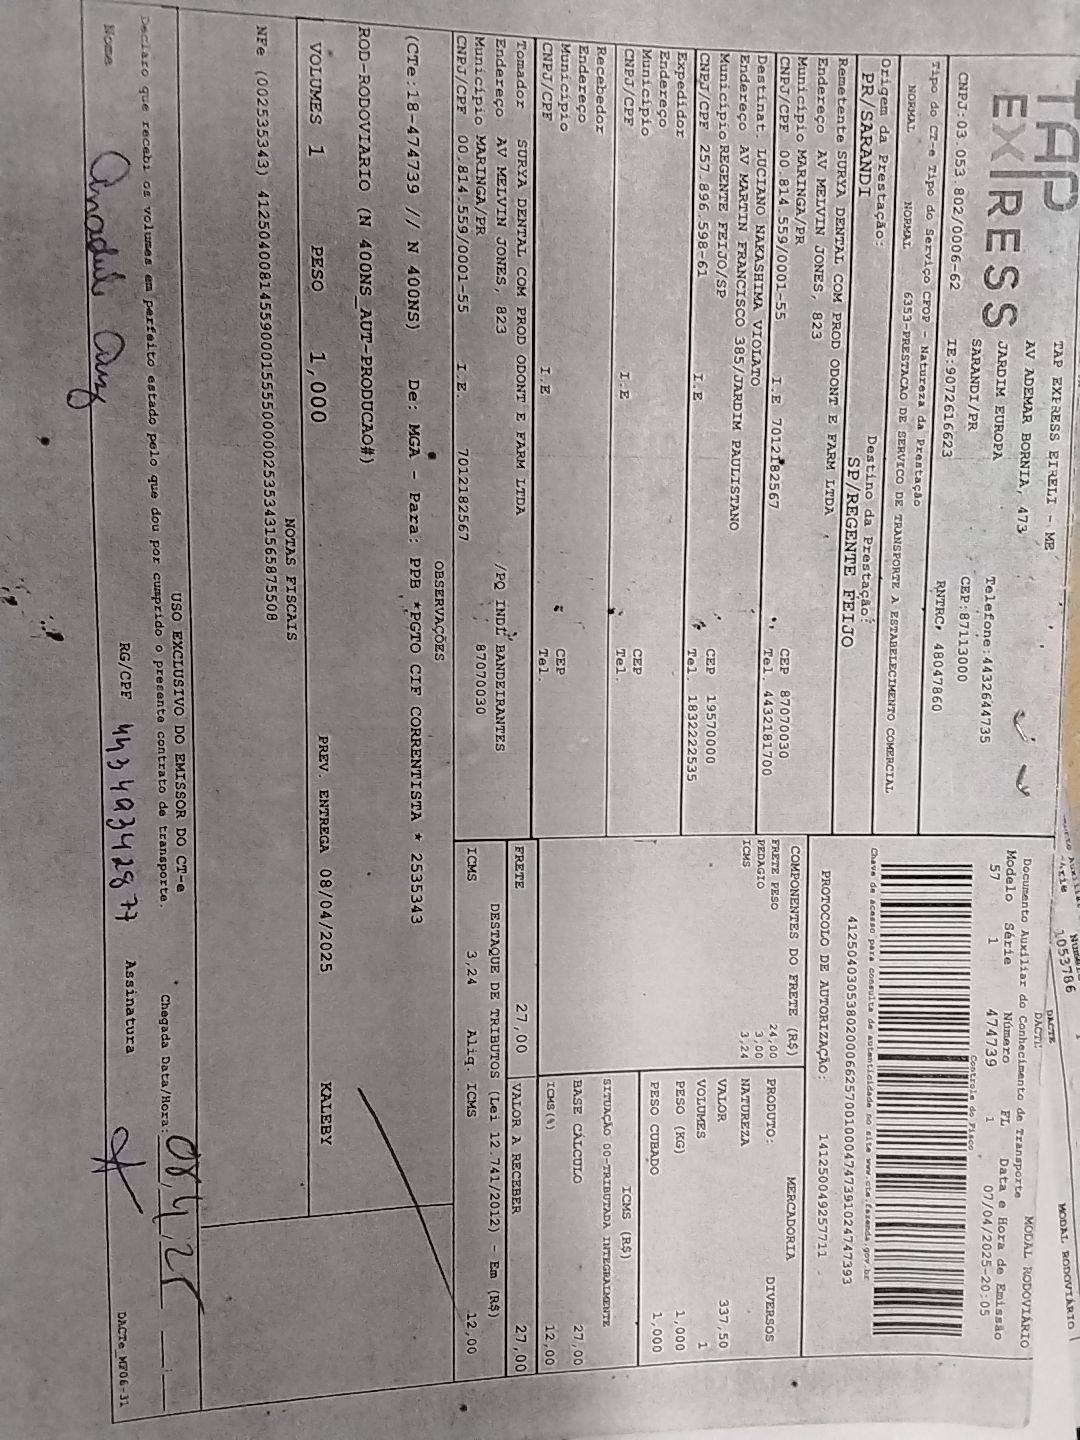 TAP
EXPRESS
TAP EXPRESS EIRELI - ME
AV ADEMAR BORNIA, 473
JARDIM EUROPA
SARANDI/PR
Telefone:4432644735
CEP:87113000
CNPJ:03.053.802/0006-62 IE:9072616623 RNTRC. 48047860
Tipo do CT-e Tipo do Serviço CFOP - Natureza da Prestação
NORMAL NORMAL 6353-PRESTACAO DE SERVICO DE TRANSPORTE A ESTABELECIMENTO COMERCIAL
Origem da Prestação: Destino da Prestação:
PR/SARANDI SP/REGENTE FEIJO
Remetente SURYA DENTAL COM PROD ODONT E FARM LTDA
Endereço AV MELVIN JONES, 823
Municipio MARINGA/PR CEP 87070030
CNPJ/CPF 00.814.559/0001-55 I.E 7012182567 Tel. 4432181700
Destinat. LUCIANO NAKASHIMA VIOLATO
Endereço AV MARTIN FRANCISCO 385/JARDIM PAULISTANO
Municipio REGENTE FEIJO/SP CEP 19570000
CNPJ/CPF 257.896.598-61 I.E Tel. 1832222535
Expedidor
Endereço
Municipio CEP
CNPJ/CPF I.E Tel.
Recebedor
Endereço
Municipio CEP
CNPJ/CPF I.E Tel.
Tomador SURYA DENTAL COM PROD ODONT E FARM LTDA
Endereço AV MELVIN JONES, 823 /PQ INDL BANDEIRANTES
Municipio MARINGA/PR 87070030
CNPJ/CPF 00.814.559/0001-55 I.E. 7012182567
1053786
MODAL RODOVIÁRIO
DACTE
DACTE
Documento Auxiliar do Conhecimento de Transporte MODAL RODOVIÁRIO
Modelo Série Número FL Data e Hora de Emissão
57 1 474739 1 07/04/2025-20:05
Controle do Fisco
Chave de acesso para consulta de autenticidade no site www.cte.fazenda.gov.br
41250403053802000662570010004747391024747393
PROTOCOLO DE AUTORIZAÇÃO: 141250049257711
COMPONENTES DO FRETE (R$)
FRETE PESO 24,00
PEDAGIO 3,00
ICMS 3,24
MERCADORIA
PRODUTO: DIVERSOS
NATUREZA
VALOR 337,50
VOLUMES 1
PESO (KG) 1,000
PESO CUBADO 1,000
ICMS (R$)
SITUAÇÃO 00-TRIBUTADA INTEGRALMENTE
BASE CÁLCULO 27,00
ICMS(%) 12,00
FRETE 27,00 VALOR A RECEBER 27,00
DESTAQUE DE TRIBUTOS (Lei 12.741/2012) - Em (R$)
ICMS 3,24 Aliq. ICMS 12,00
OBSERVAÇÕES
(CTe:18-474739 // N 400NS) De: MGA - Para: PPB *PGTO CIF CORRENTISTA * 2535343
ROD-RODOVIARIO (N 400NS_AUT-PRODUCAO#)
VOLUMES 1 PESO 1,000 PREV. ENTREGA 08/04/2025 KALEBY
NOTAS FISCAIS
NFe (002535343) 41250400814559000155550000025353431565875508
USO EXCLUSIVO DO EMISSOR DO CT-e
Declaro que recebi os volumes em perfeito estado pelo que dou por cumprido o presente contrato de transporte. Chegada Data/Hora: 08/4/25
Nome RG/CPF 44349342877 Assinatura
DACTe_MF06-31